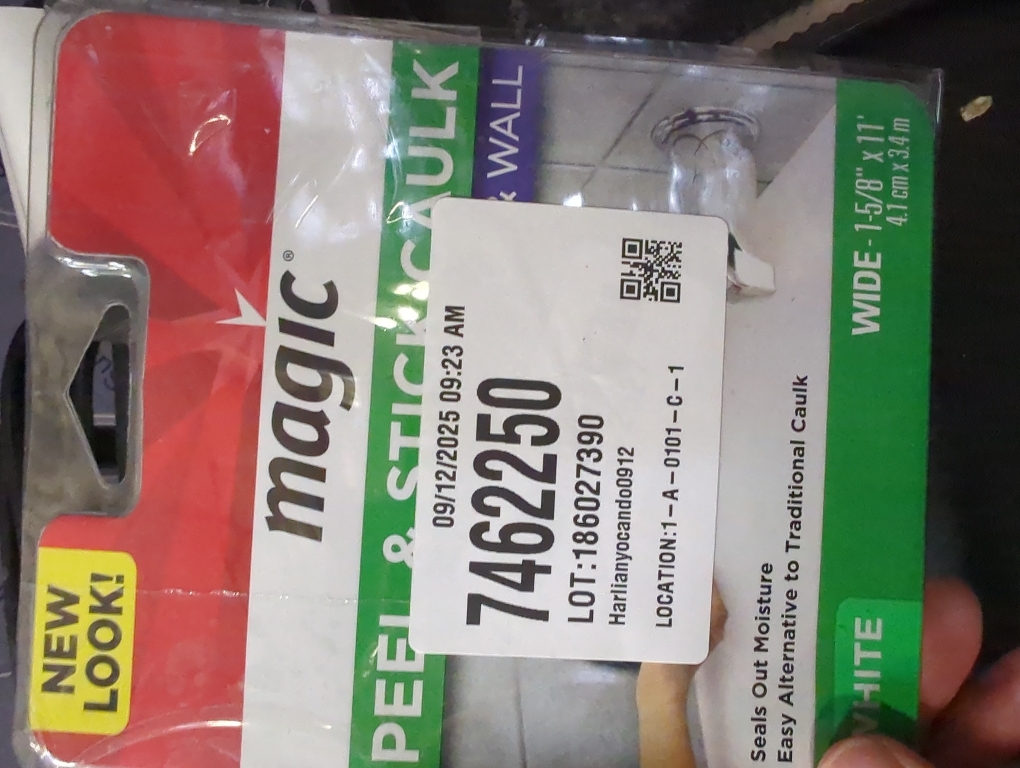 NEW
LOOK!
magic®
PEEL & STICK CAULK
& WALL
09/12/2025 09:23 AM
7462250
LOT:186027390
Harlianyocando0912
LOCATION:1-A-0101-C-1
Seals Out Moisture
Easy Alternative to Traditional Caulk
WHITE
WIDE - 1-5/8" x 11'
4.1 cm x 3.4 m